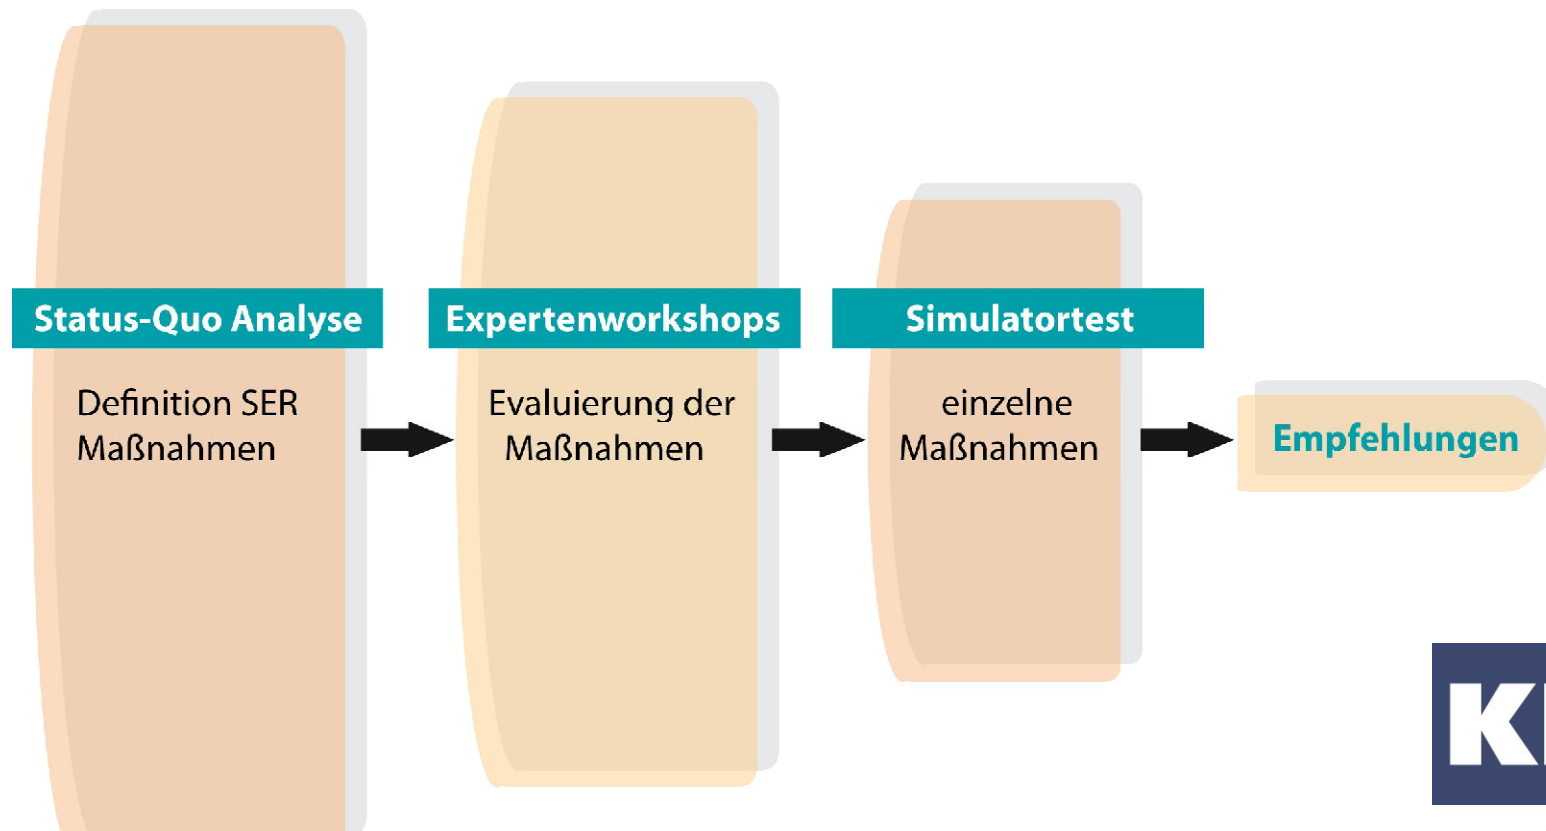 Status-Quo Analyse
Definition SER
Maßnahmen
Expertenworkshops
Evaluierung der
Maßnahmen
Simulatortest
einzelne
Maßnahmen
Empfehlungen
K